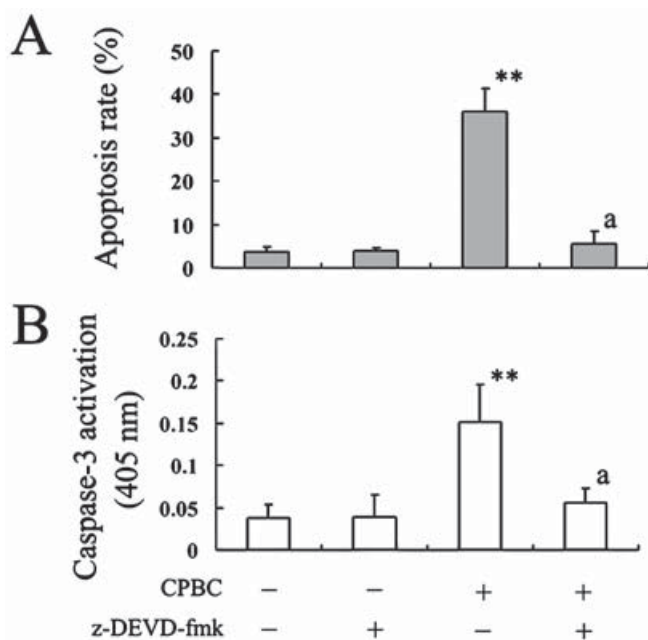 A
Apoptosis rate (%)
50
40
30
20
10
0
**
a
B
Caspase-3 activation
(405 nm)
0.25
0.2
0.15
0.1
0.05
0
**
a
CPBC − − + +
z-DEVD-fmk − + − +